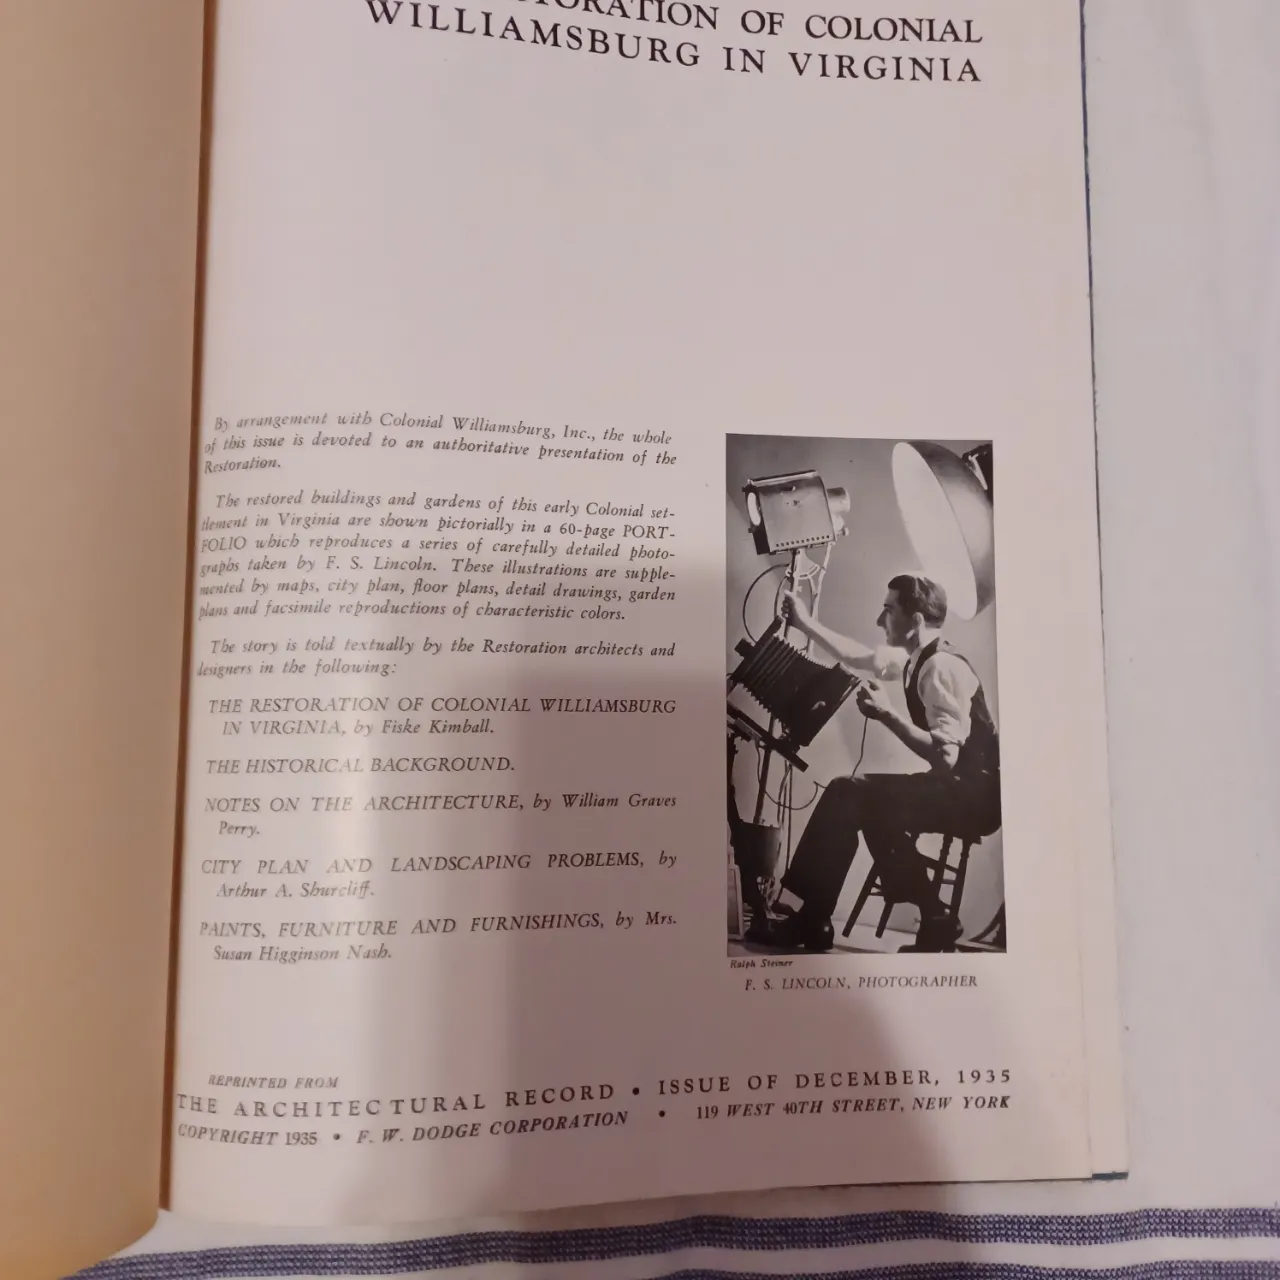 OF COLONIAL
WILLIAMSBURG IN VIRGINIA
By arrangement with Colonial Williamsburg, Inc., the whole
of this issue is devoted to an authoritative presentation of the
Restoration.
The restored buildings and gardens of this early Colonial set-
tlement in Virginia are shown pictorially in a 60-page PORT-
FOLIO which reproduces a series of carefully detailed photo-
graphs taken by F. S. Lincoln. These illustrations are supple-
mented by maps, city plan, floor plans, detail drawings, garden
plans and facsimile reproductions of characteristic colors.
The story is told textually by the Restoration architects and
designers in the following:
THE RESTORATION OF COLONIAL WILLIAMSBURG
IN VIRGINIA, by Fiske Kimball.
THE HISTORICAL BACKGROUND.
NOTES ON THE ARCHITECTURE, by William Graves
Perry.
CITY PLAN AND LANDSCAPING PROBLEMS, by
Arthur A. Shurcliff.
PAINTS, FURNITURE AND FURNISHINGS, by Mrs.
Susan Higginson Nash.
Ralph Steiner
F. S. LINCOLN, PHOTOGRAPHER
REPRINTED FROM
THE ARCHITECTURAL RECORD • ISSUE OF DECEMBER, 1935
COPYRIGHT 1935 • F. W. DODGE CORPORATION • 119 WEST 40TH STREET, NEW YORK